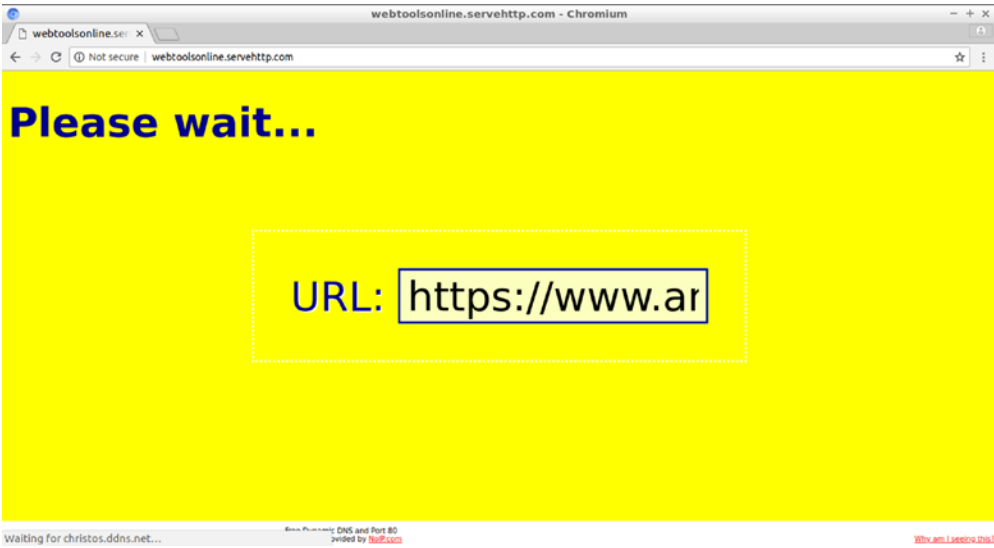 webtoolsonline.servehttp.com - Chromium
webtoolsonline.ser
Not secure | webtoolsonline.servehttp.com
Please wait...
URL: https://www.ar
Free Dynamic DNS and Port 80
provided by NoIP.com
Why am I seeing this?
Waiting for christos.ddns.net...